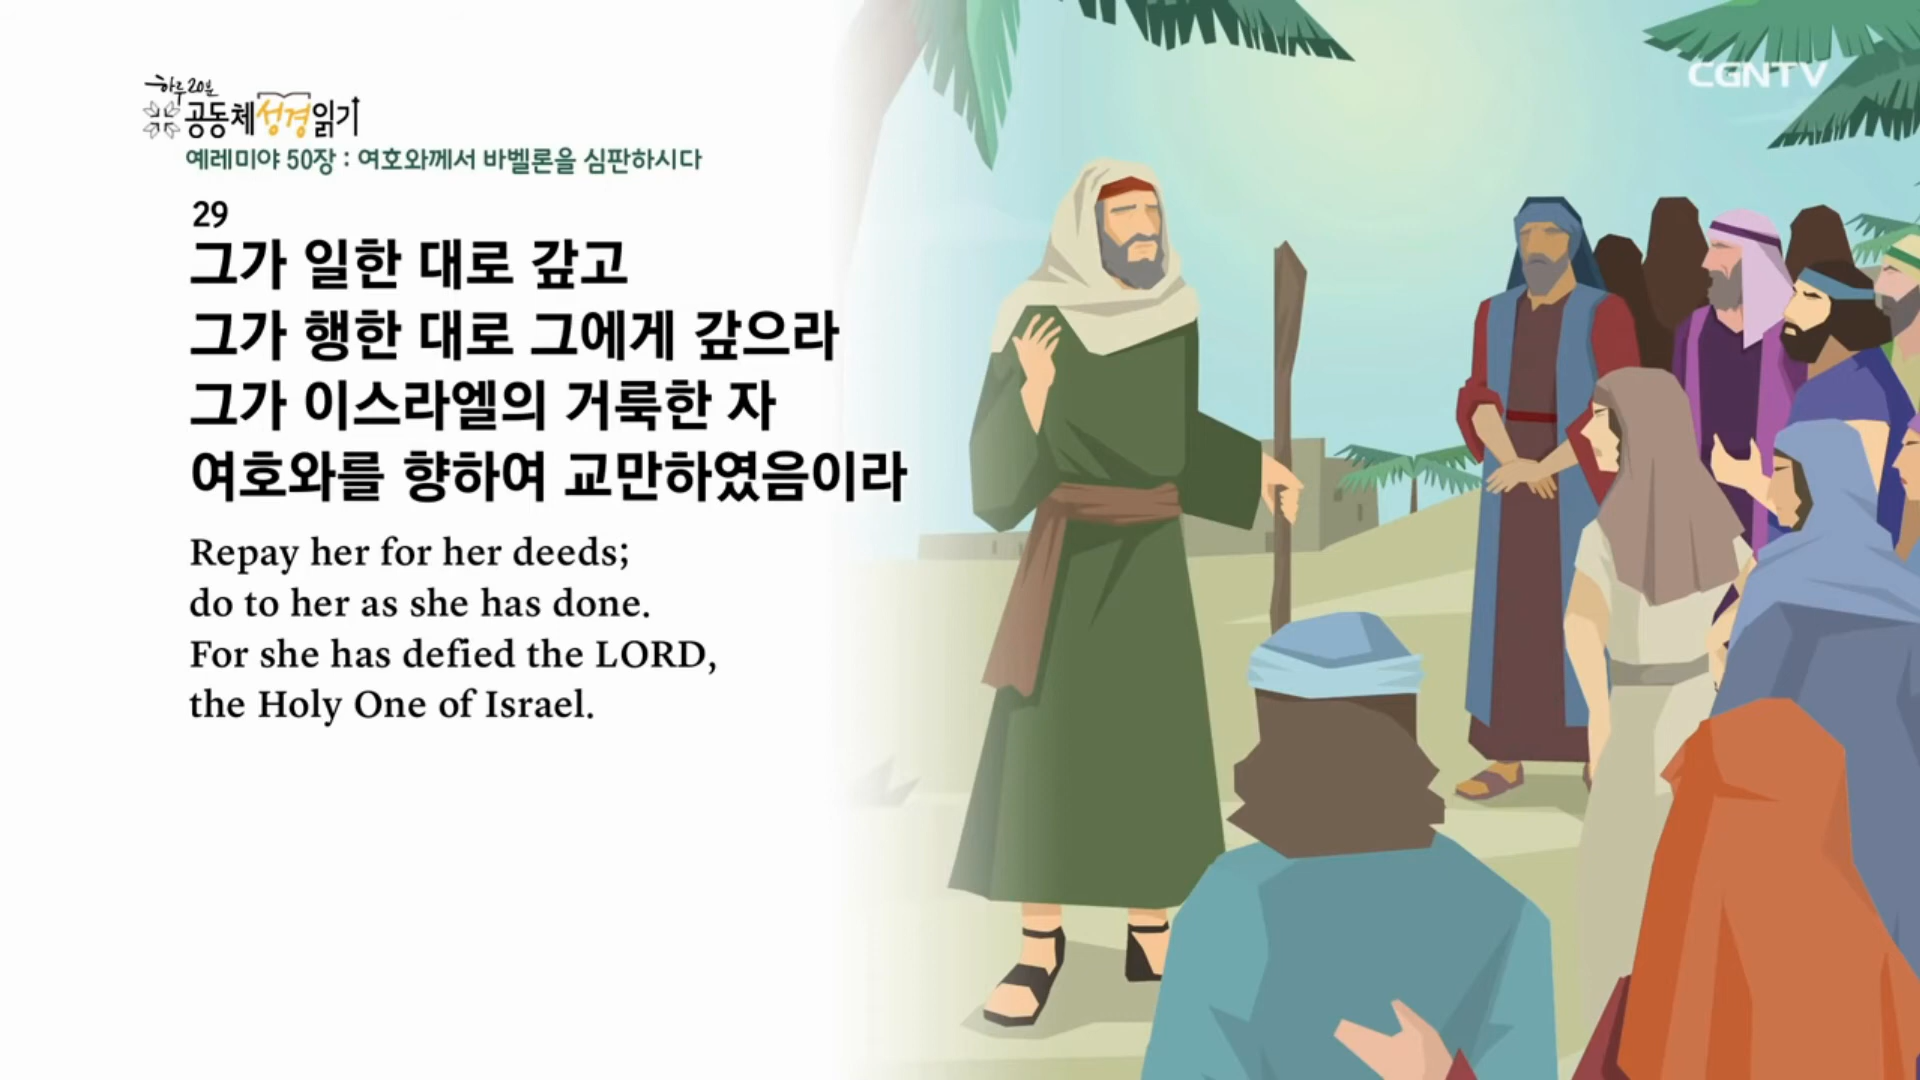 하루 20분
공동체성경읽기
CGNTV
예레미야 50장 : 여호와께서 바벨론을 심판하시다
29
그가 일한 대로 갚고
그가 행한 대로 그에게 갚으라
그가 이스라엘의 거룩한 자
여호와를 향하여 교만하였음이라
Repay her for her deeds;
do to her as she has done.
For she has defied the LORD,
the Holy One of Israel.